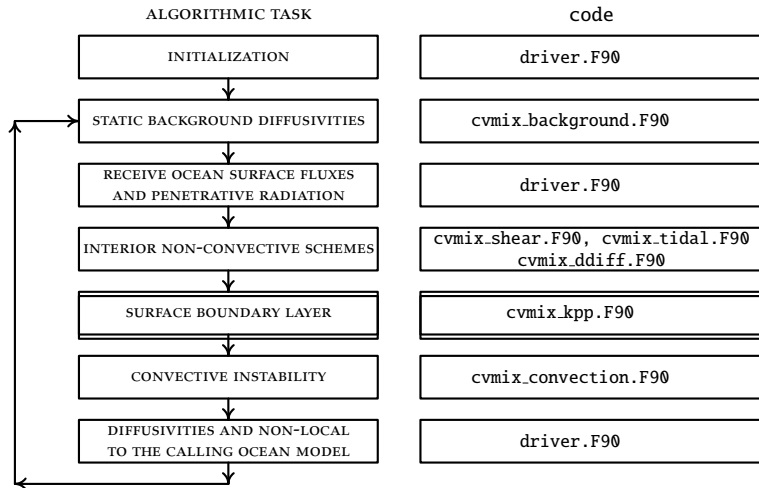 ALGORITHMIC TASK code
INITIALIZATION driver.F90
STATIC BACKGROUND DIFFUSIVITIES cvmix_background.F90
RECEIVE OCEAN SURFACE FLUXES
AND PENETRATIVE RADIATION
driver.F90
INTERIOR NON-CONVECTIVE SCHEMES
cvmix_shear.F90, cvmix_tidal.F90
cvmix_ddiff.F90
SURFACE BOUNDARY LAYER cvmix_kpp.F90
CONVECTIVE INSTABILITY cvmix_convection.F90
DIFFUSIVITIES AND NON-LOCAL
TO THE CALLING OCEAN MODEL
driver.F90